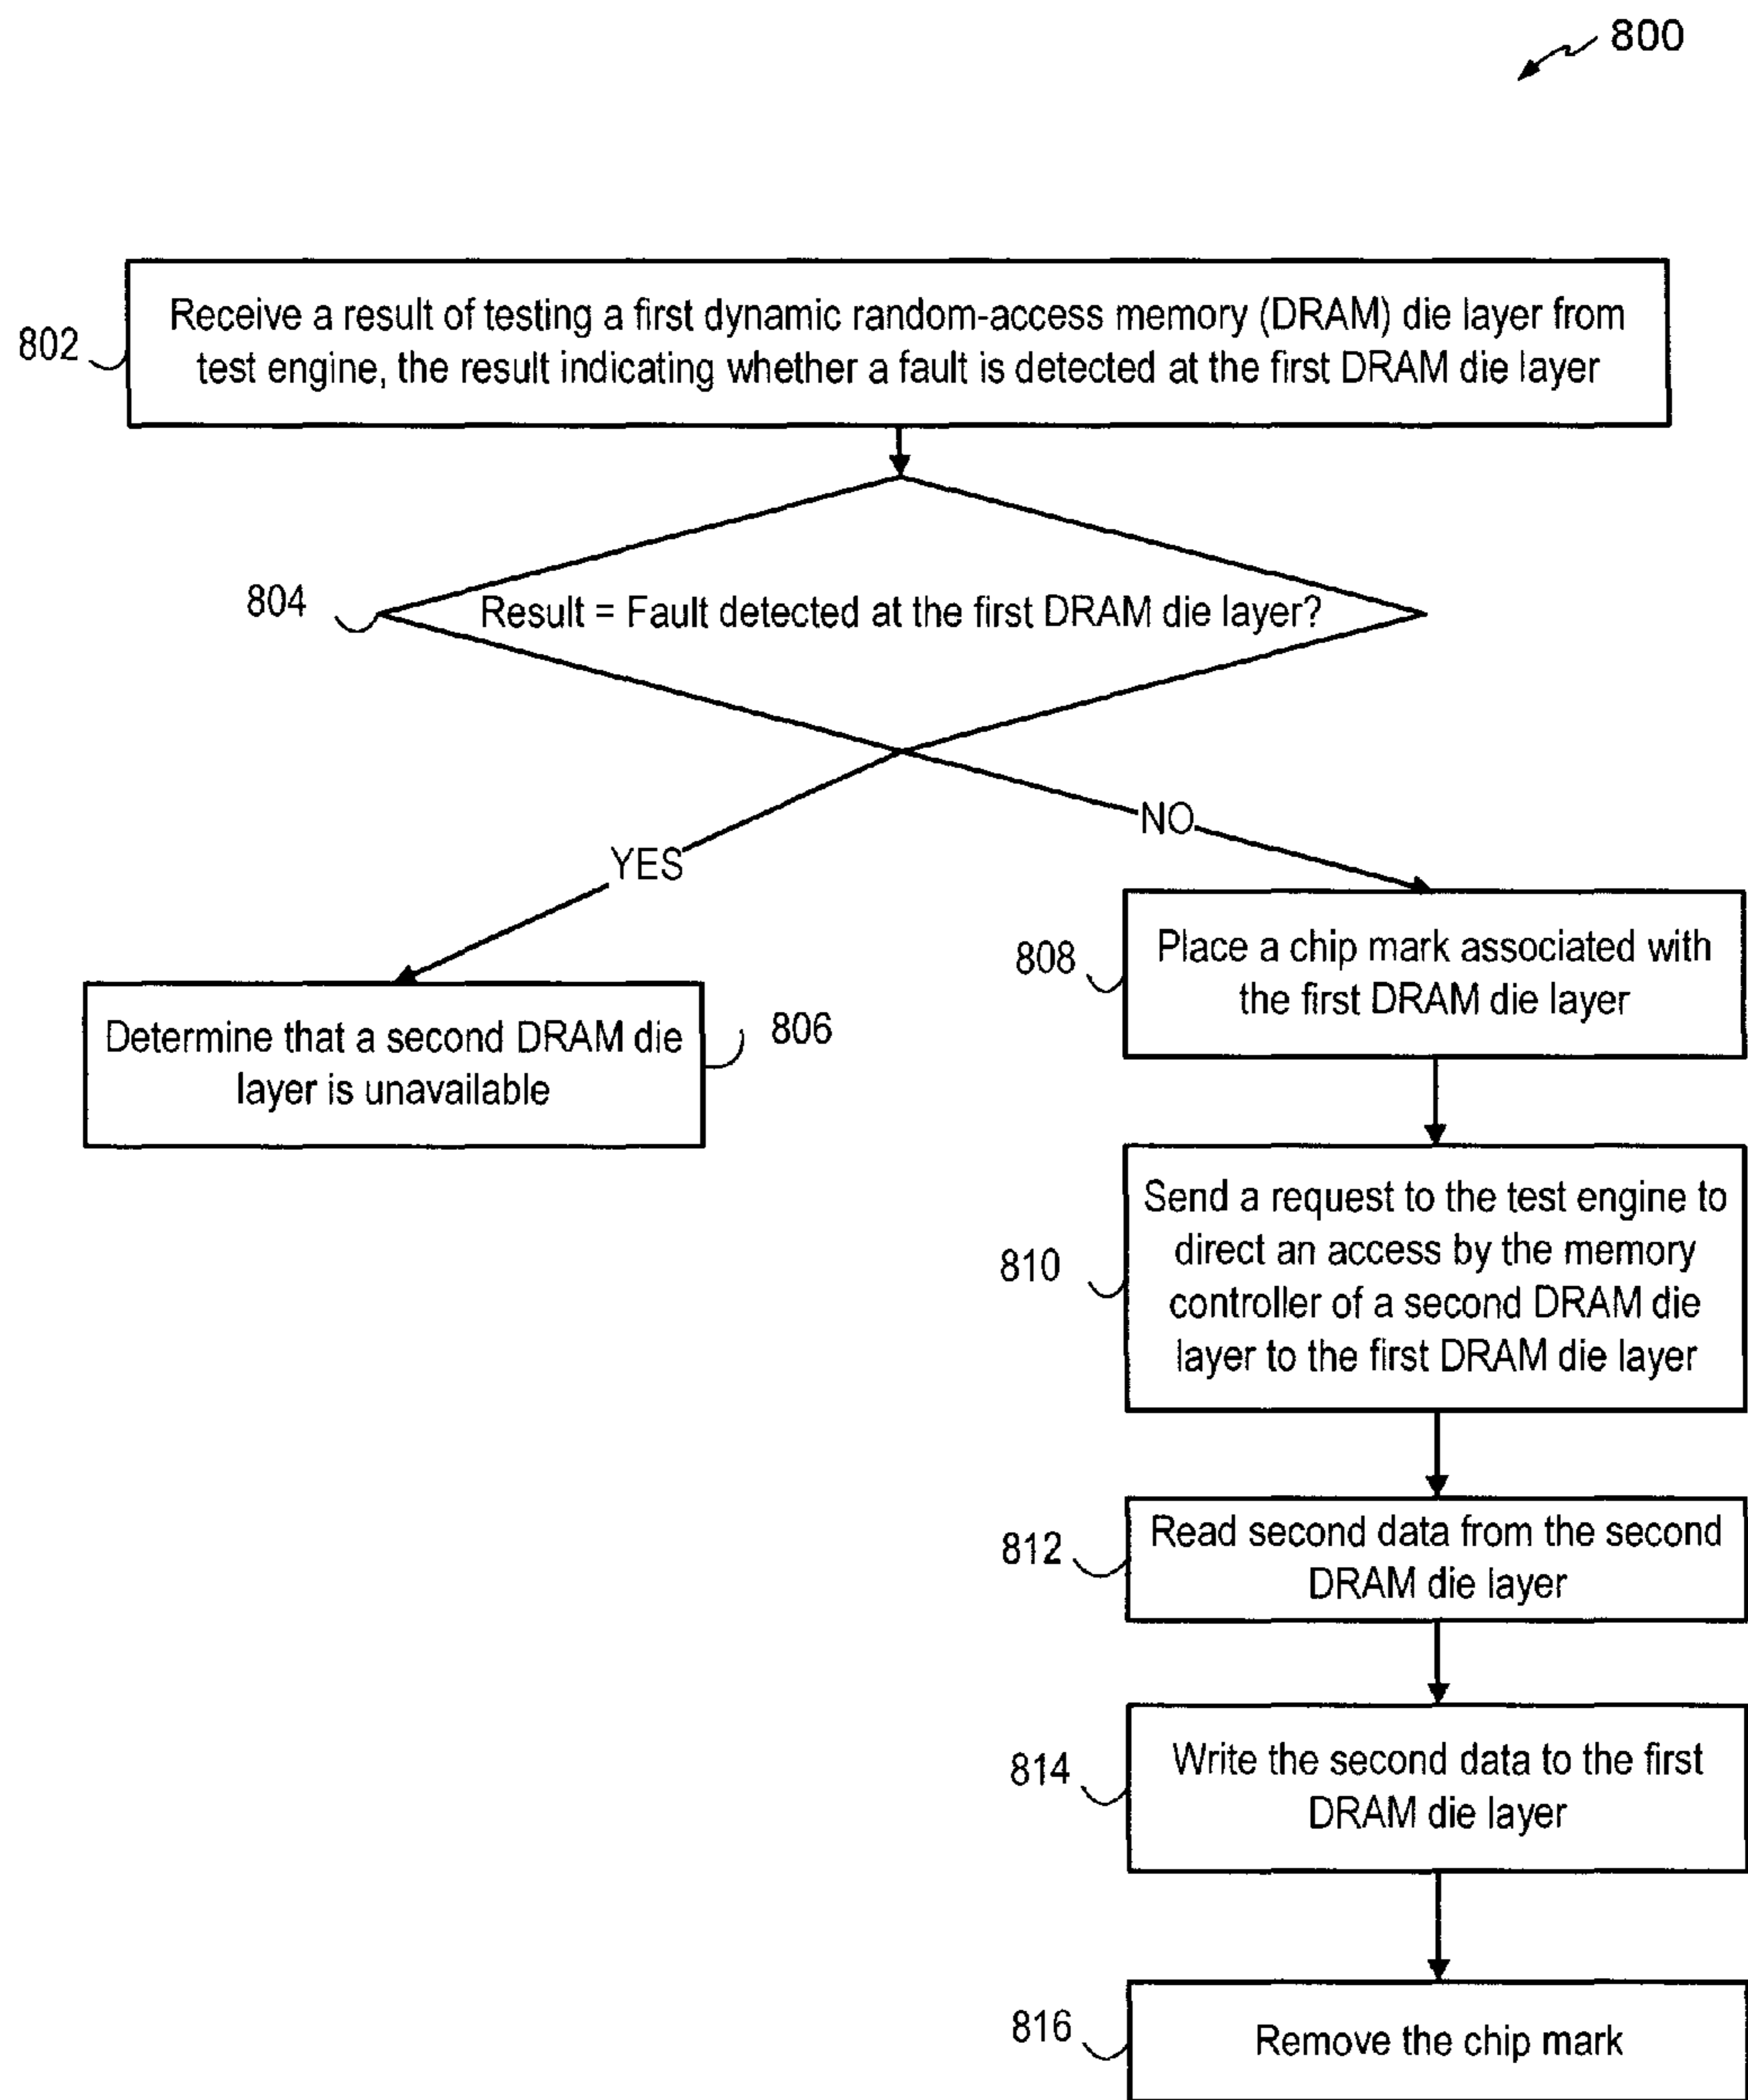 800
802
Receive a result of testing a first dynamic random-access memory (DRAM) die layer from
test engine, the result indicating whether a fault is detected at the first DRAM die layer
804
Result = Fault detected at the first DRAM die layer?
NO
YES
808
Place a chip mark associated with
the first DRAM die layer
Determine that a second DRAM die
layer is unavailable
806
810
Send a request to the test engine to
direct an access by the memory
controller of a second DRAM die
layer to the first DRAM die layer
812
Read second data from the second
DRAM die layer
814
Write the second data to the first
DRAM die layer
816
Remove the chip mark